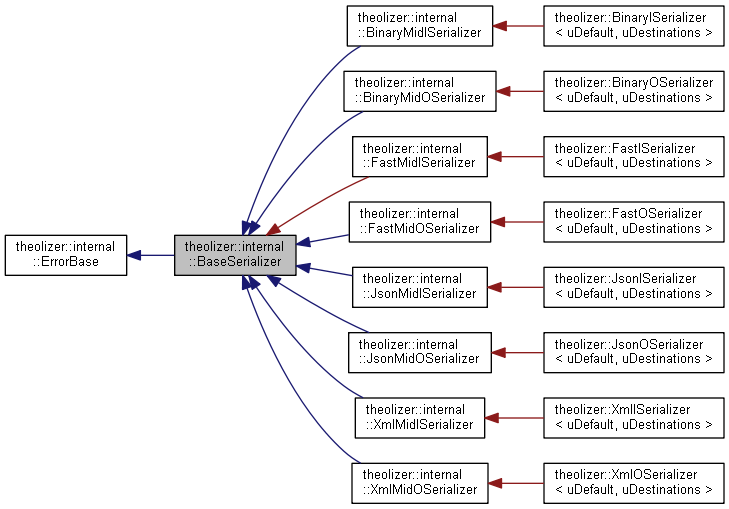 theolizer::internal
::BinaryMidISerializer
theolizer::BinaryISerializer
< uDefault, uDestinations >
theolizer::internal
::BinaryMidOSerializer
theolizer::BinaryOSerializer
< uDefault, uDestinations >
theolizer::internal
::FastMidISerializer
theolizer::FastISerializer
< uDefault, uDestinations >
theolizer::internal
::FastMidOSerializer
theolizer::FastOSerializer
< uDefault, uDestinations >
theolizer::internal
::ErrorBase
theolizer::internal
::BaseSerializer
theolizer::internal
::JsonMidISerializer
theolizer::JsonISerializer
< uDefault, uDestinations >
theolizer::internal
::JsonMidOSerializer
theolizer::JsonOSerializer
< uDefault, uDestinations >
theolizer::internal
::XmlMidISerializer
theolizer::XmlISerializer
< uDefault, uDestinations >
theolizer::internal
::XmlMidOSerializer
theolizer::XmlOSerializer
< uDefault, uDestinations >